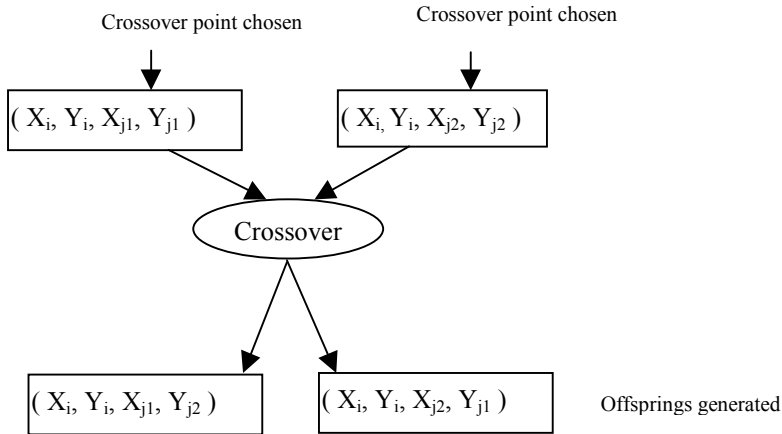 Crossover point chosen
Crossover point chosen
( Xᵢ, Yᵢ, Xⱼ₁, Yⱼ₁ )
( Xᵢ, Yᵢ, Xⱼ₂, Yⱼ₂ )
Crossover
( Xᵢ, Yᵢ, Xⱼ₁, Yⱼ₂ )
( Xᵢ, Yᵢ, Xⱼ₂, Yⱼ₁ )
Offsprings generated